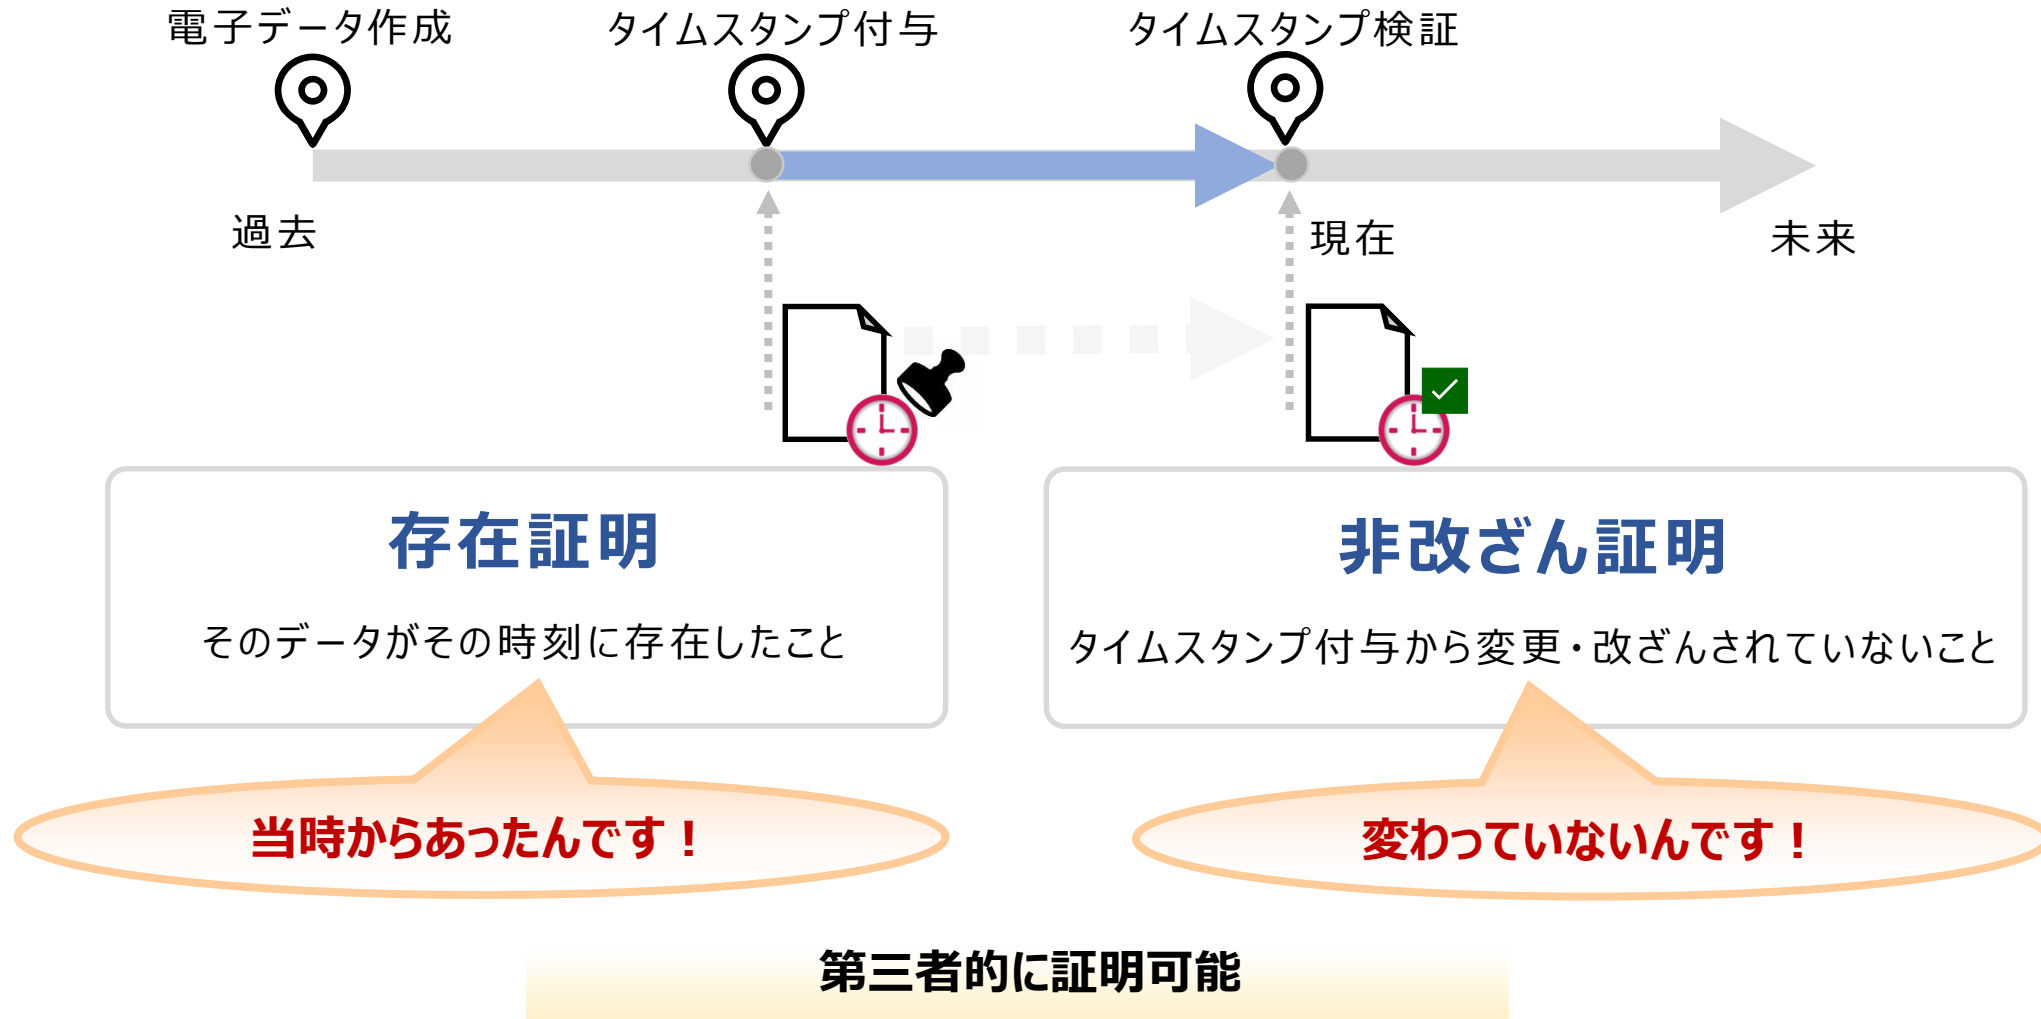 電子データ作成
タイムスタンプ付与
タイムスタンプ検証
過去
現在
未来
存在証明
そのデータがその時刻に存在したこと
非改ざん証明
タイムスタンプ付与から変更・改ざんされていないこと
当時からあったんです！
変わっていないんです！
第三者的に証明可能